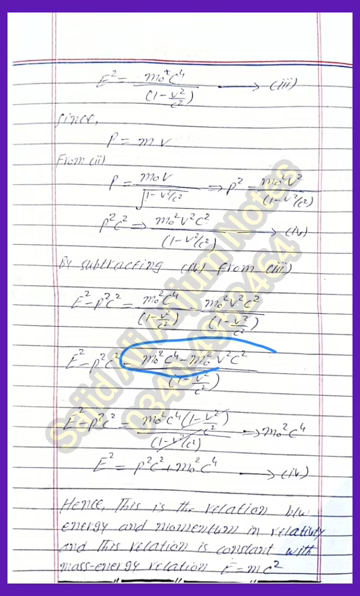 E² = m₀²C⁴ / (1 - v²/c²) → (iii)
Since,
P = mv
From (ii)
P = m₀v / √(1 - v²/c²) ⇒ P² = m₀²v² / (1 - v²/c²)
P²C² ⇒ m₀²v²c² / (1 - v²/c²) → (iv)
By subtracting (iv) from (iii)
E² - P²C² = m₀²C⁴ / (1 - v²/c²) - m₀²v²c² / (1 - v²/c²)
E² - P²C² = m₀²C⁴ - m₀²v²c² / (1 - v²/c²)
E² - P²C² = m₀²C⁴ (1 - v²/c²) / (1 - v²/c²) ⇒ m₀²C⁴
E² = P²C² + m₀²C⁴ → (iv)
Hence, This is the relation b/w
energy and momentum in relativity
and this relation is constant with
mass-energy relation E = mc²
Sajid Ali Anjum Notes